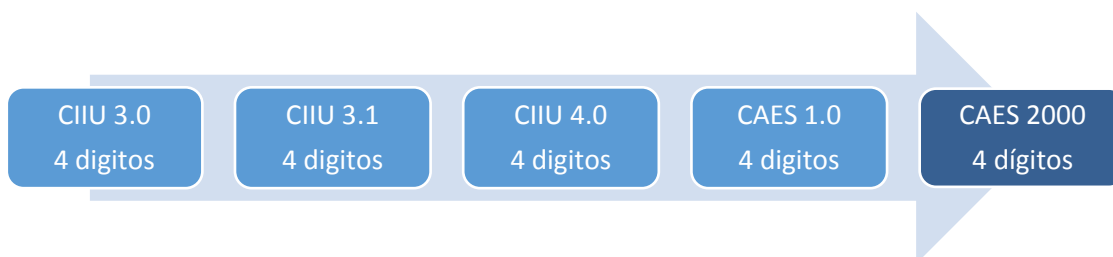 CIIU 3.0
4 digitos
CIIU 3.1
4 digitos
CIIU 4.0
4 digitos
CAES 1.0
4 digitos
CAES 2000
4 dígitos